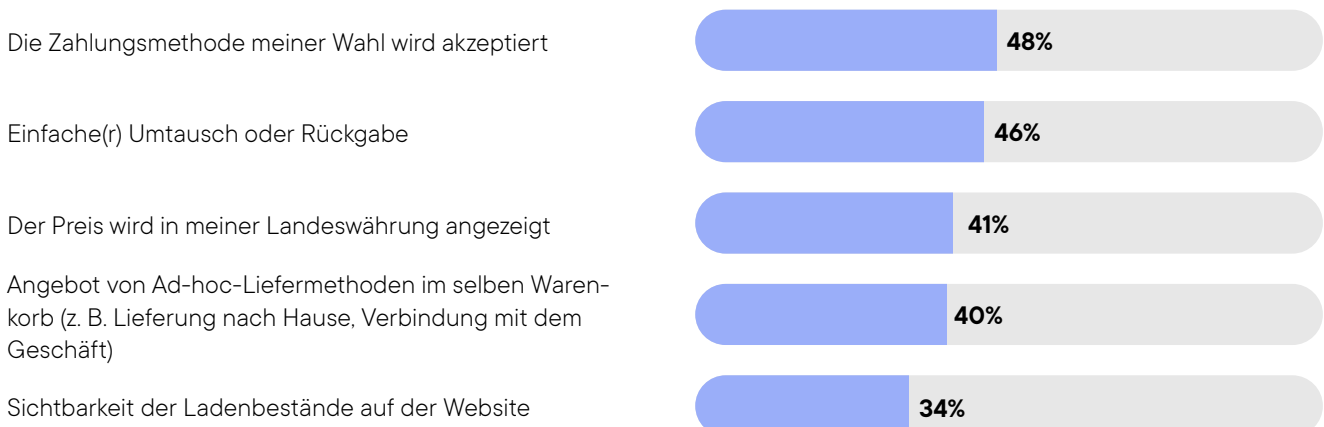 Die Zahlungsmethode meiner Wahl wird akzeptiert
48%
Einfache(r) Umtausch oder Rückgabe
46%
Der Preis wird in meiner Landeswährung angezeigt
41%
Angebot von Ad-hoc-Liefermethoden im selben Waren-
korb (z. B. Lieferung nach Hause, Verbindung mit dem
Geschäft)
40%
Sichtbarkeit der Ladenbestände auf der Website
34%